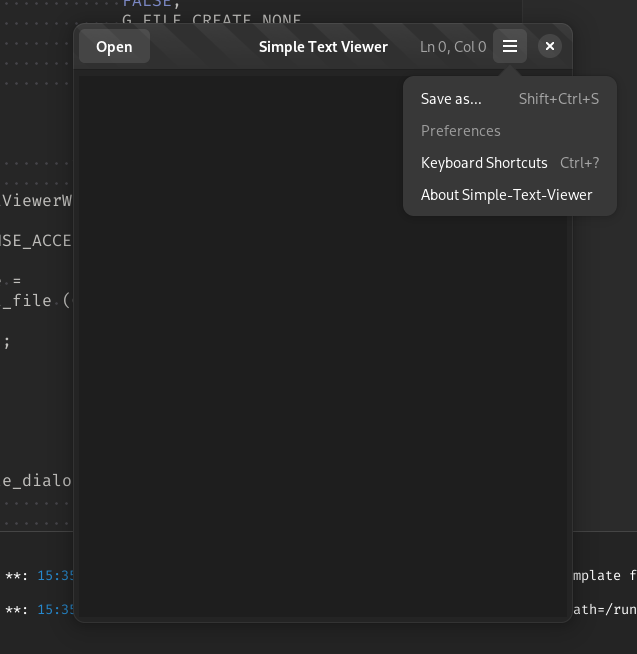 FALSE,
G_FILE_CREATE_NONE
Open
Simple Text Viewer
Ln 0, Col 0
Save as... Shift+Ctrl+S
Preferences
Keyboard Shortcuts Ctrl+?
About Simple-Text-Viewer
ViewerW
NSE_ACCE
=
_file (
);
e_dialo
**: 15:35 mplate f
**: 15:35 ath=/run